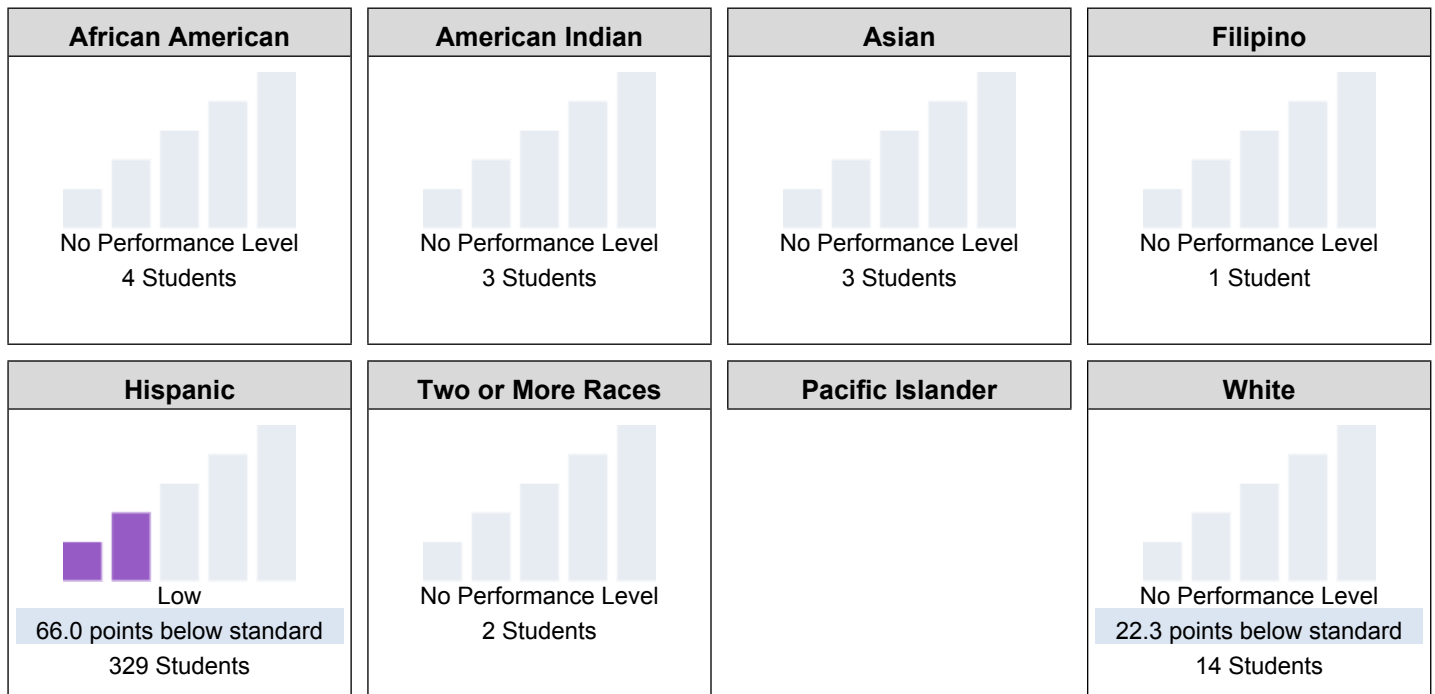 African American
No Performance Level
4 Students
American Indian
No Performance Level
3 Students
Asian
No Performance Level
3 Students
Filipino
No Performance Level
1 Student
Hispanic
Low
66.0 points below standard
329 Students
Two or More Races
No Performance Level
2 Students
Pacific Islander
White
No Performance Level
22.3 points below standard
14 Students